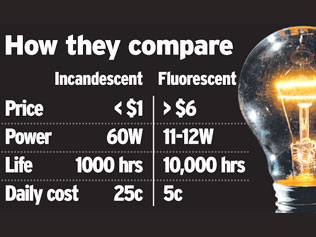 How they compare
Incandescent Fluorescent
Price < $1 > $6
Power 60W 11-12W
Life 1000 hrs 10,000 hrs
Daily cost 25c 5c